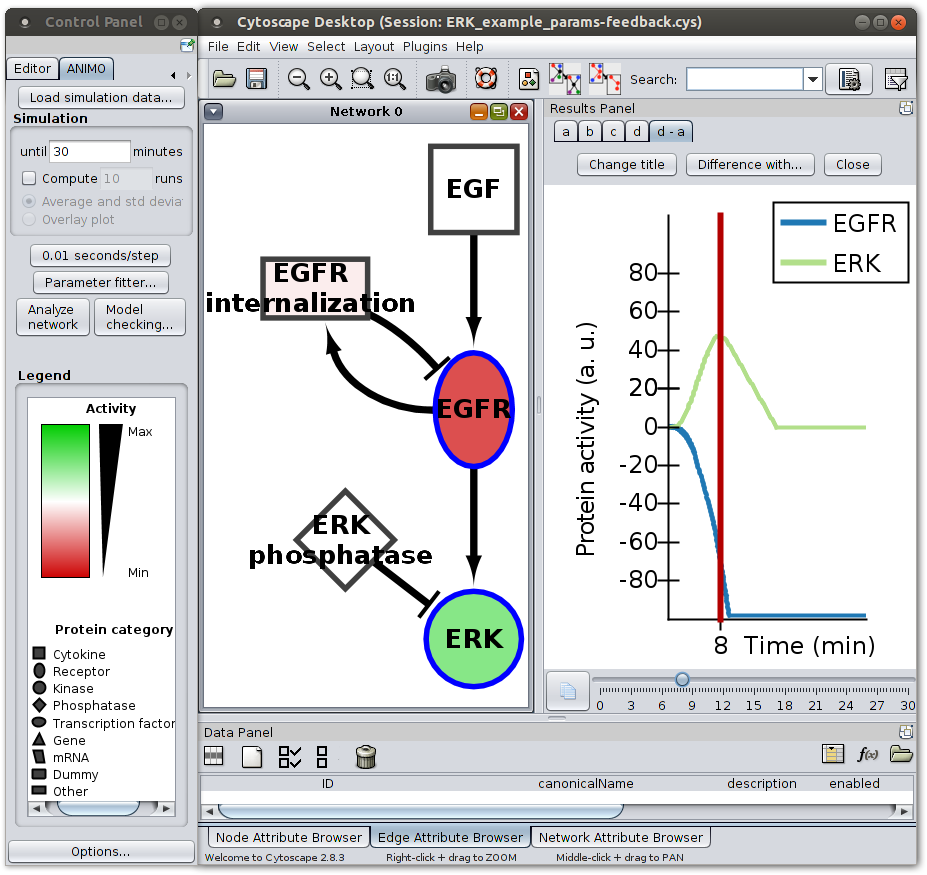 Control Panel
Editor
ANIMO
Load simulation data...
Simulation
until 30 minutes
Compute 10 runs
Average and std devia
Overlay plot
0.01 seconds/step
Parameter fitter...
Analyze network
Model checking...
Legend
Activity
Max
Min
Protein category
Cytokine
Receptor
Kinase
Phosphatase
Transcription factor
Gene
mRNA
Dummy
Other
Options...
Cytoscape Desktop (Session: ERK_example_params-feedback.cys)
File Edit View Select Layout Plugins Help
1:1
Search:
Network 0
EGF
EGFR
internalization
EGFR
ERK
phosphatase
ERK
Results Panel
a b c d d - a
Change title
Difference with...
Close
EGFR
ERK
Protein activity (a. u.)
80
60
40
20
0
-20
-40
-60
-80
8 Time (min)
0 3 6 9 12 15 18 21 24 27 30
Data Panel
f(x)
ID canonicalName description enabled
Node Attribute Browser
Edge Attribute Browser
Network Attribute Browser
Welcome to Cytoscape 2.8.3
Right-click + drag to ZOOM
Middle-click + drag to PAN